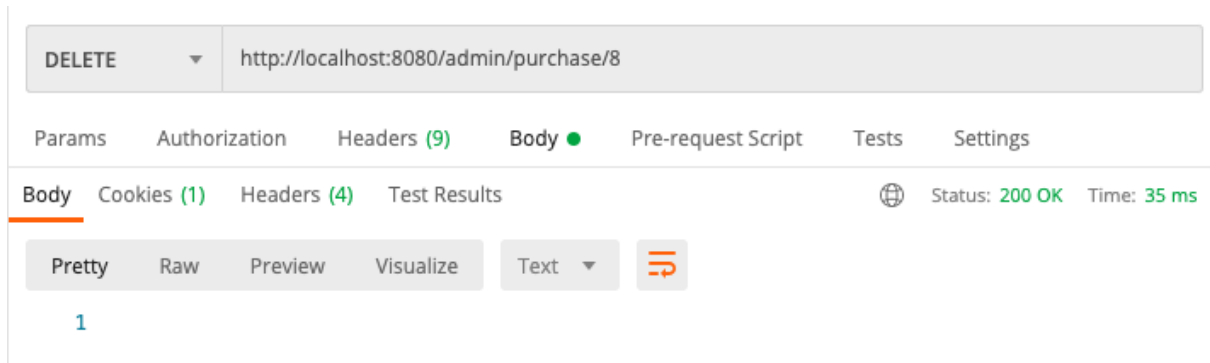 DELETE http://localhost:8080/admin/purchase/8
Params Authorization Headers (9) Body Pre-request Script Tests Settings
Body Cookies (1) Headers (4) Test Results Status: 200 OK Time: 35 ms
Pretty Raw Preview Visualize Text
1